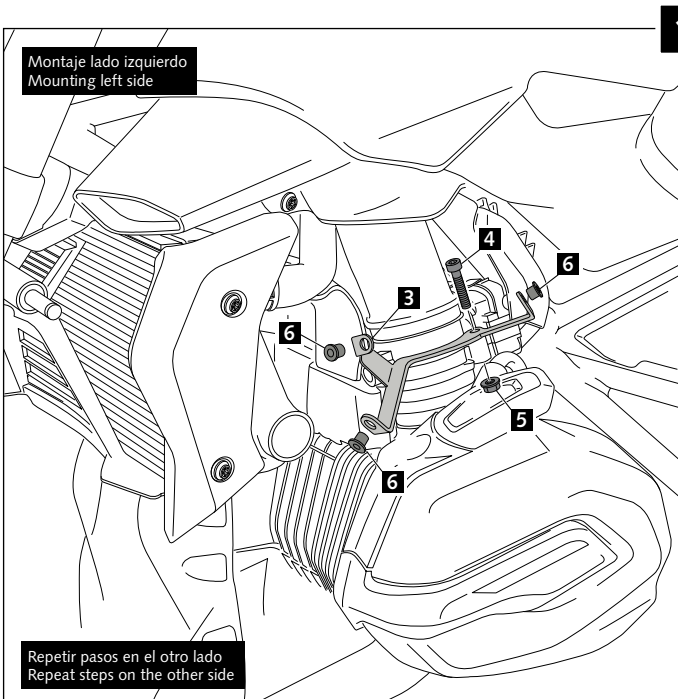 1
Montaje lado izquierdo
Mounting left side
4
6
3
6
5
6
Repetir pasos en el otro lado
Repeat steps on the other side